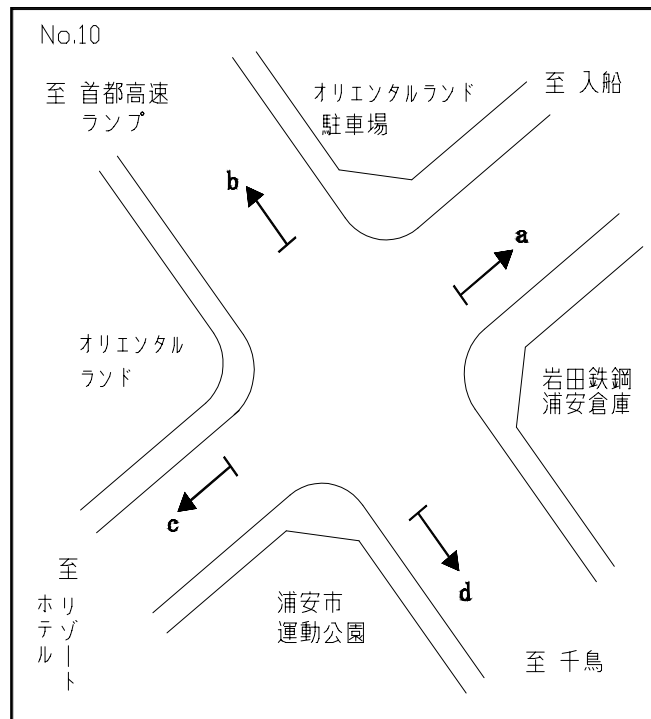 No.10
至 首都高速
ランプ
オリエンタルランド
駐車場
至 入船
b
a
オリエンタル
ランド
岩田鉄鋼
浦安倉庫
c
d
至 リゾート
ホテル
浦安市
運動公園
至 千鳥